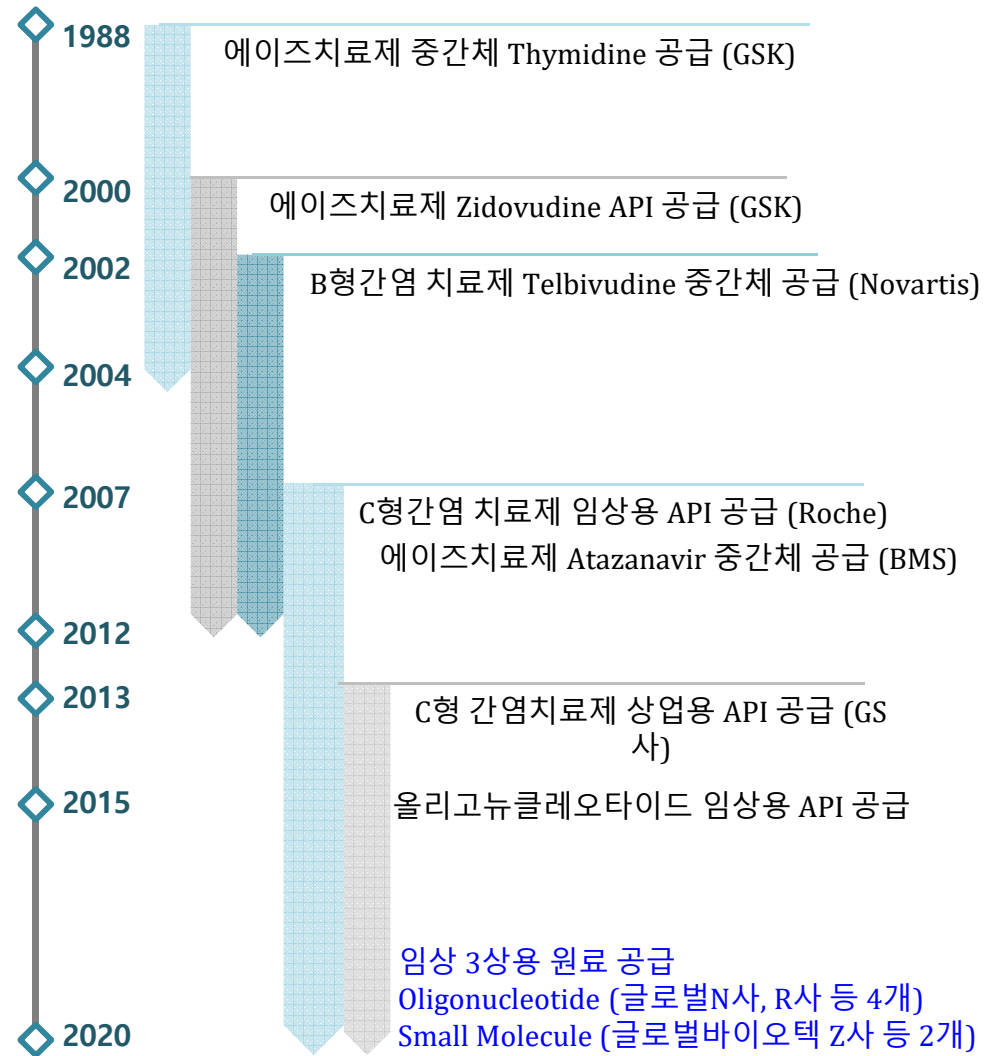 1988
에이즈치료제 중간체 Thymidine 공급 (GSK)
2000
에이즈치료제 Zidovudine API 공급 (GSK)
2002
B형간염 치료제 Telbivudine 중간체 공급 (Novartis)
2004
2007
C형간염 치료제 임상용 API 공급 (Roche)
에이즈치료제 Atazanavir 중간체 공급 (BMS)
2012
2013
C형 간염치료제 상업용 API 공급 (GS
사)
2015
올리고뉴클레오타이드 임상용 API 공급
임상 3상용 원료 공급
Oligonucleotide (글로벌N사, R사 등 4개)
2020
Small Molecule (글로벌바이오텍 Z사 등 2개)